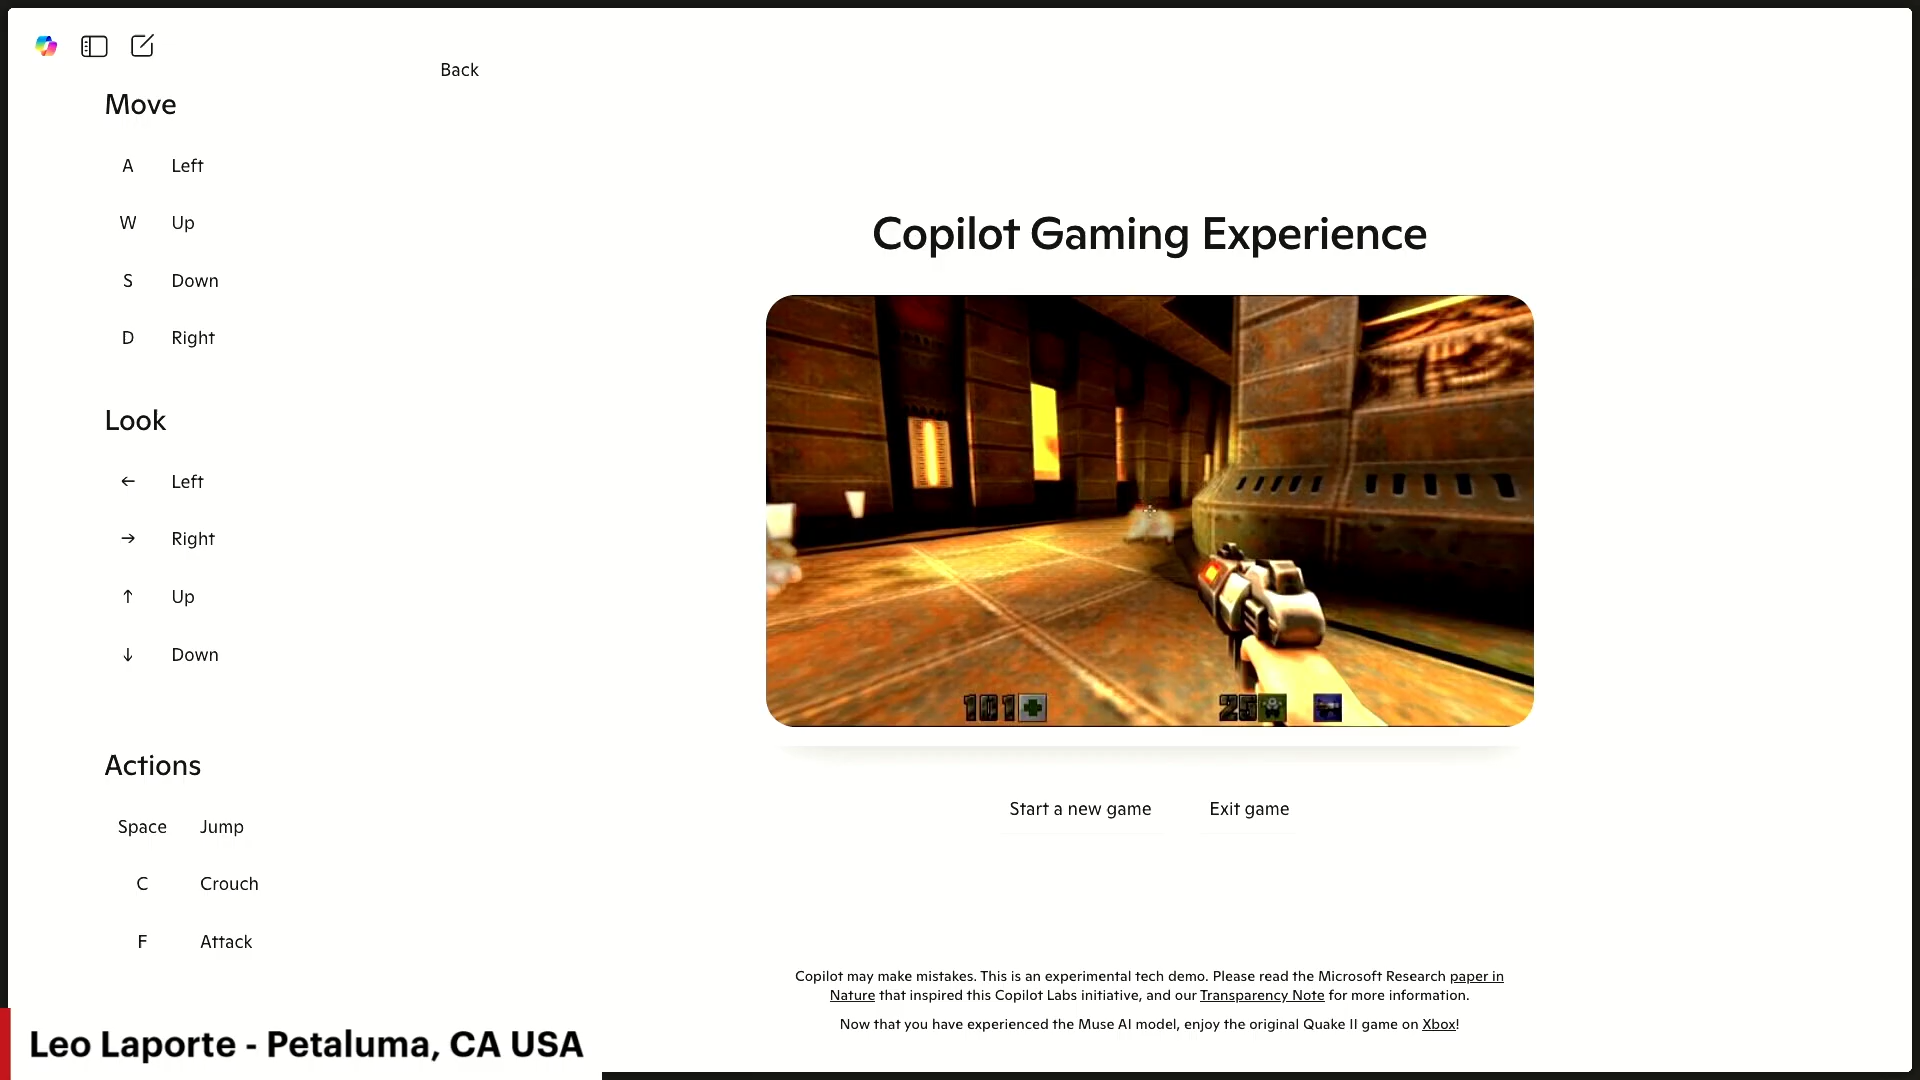 Back
Move
A Left
W Up
S Down
D Right
Look
← Left
→ Right
↑ Up
↓ Down
Actions
Space Jump
C Crouch
F Attack
Copilot Gaming Experience
101
25
Start a new game
Exit game
Copilot may make mistakes. This is an experimental tech demo. Please read the Microsoft Research paper in
Nature that inspired this Copilot Labs initiative, and our Transparency Note for more information.
Now that you have experienced the Muse AI model, enjoy the original Quake II game on Xbox!
Leo Laporte - Petaluma, CA USA